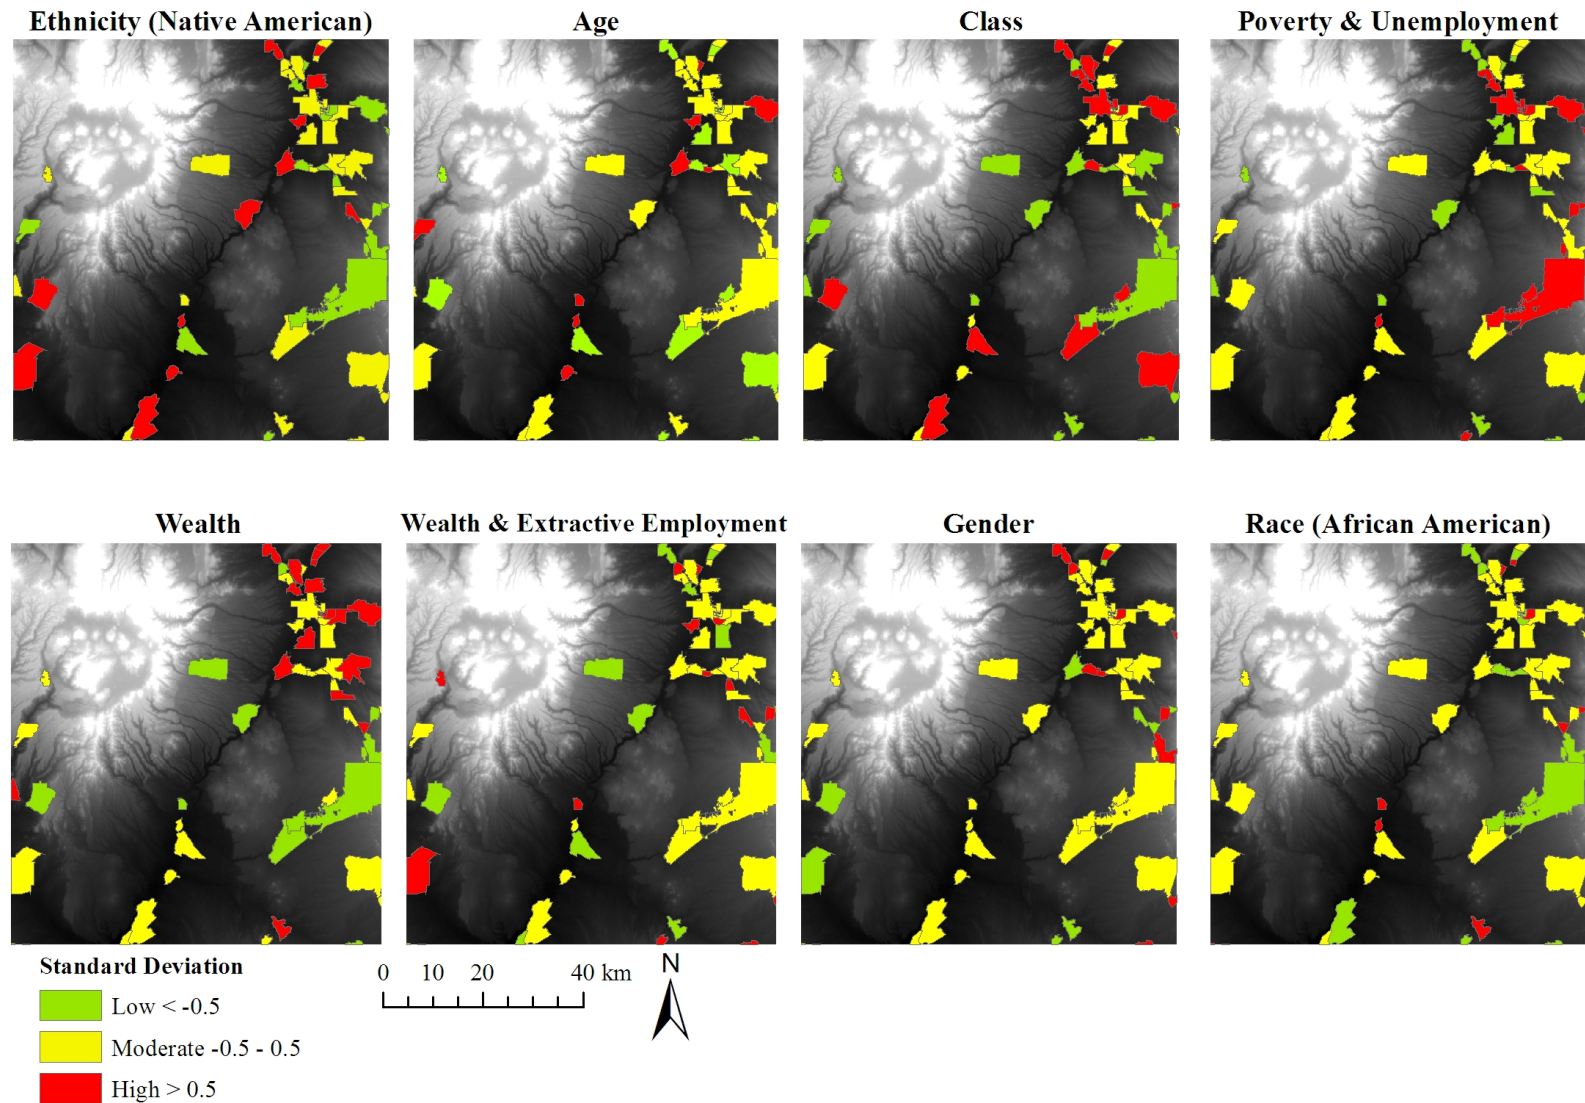 Ethnicity (Native American)
Age
Class
Poverty & Unemployment
Wealth
Wealth & Extractive Employment
Gender
Race (African American)
Standard Deviation
Low < -0.5
Moderate -0.5 - 0.5
High > 0.5
0 10 20 40 km
N